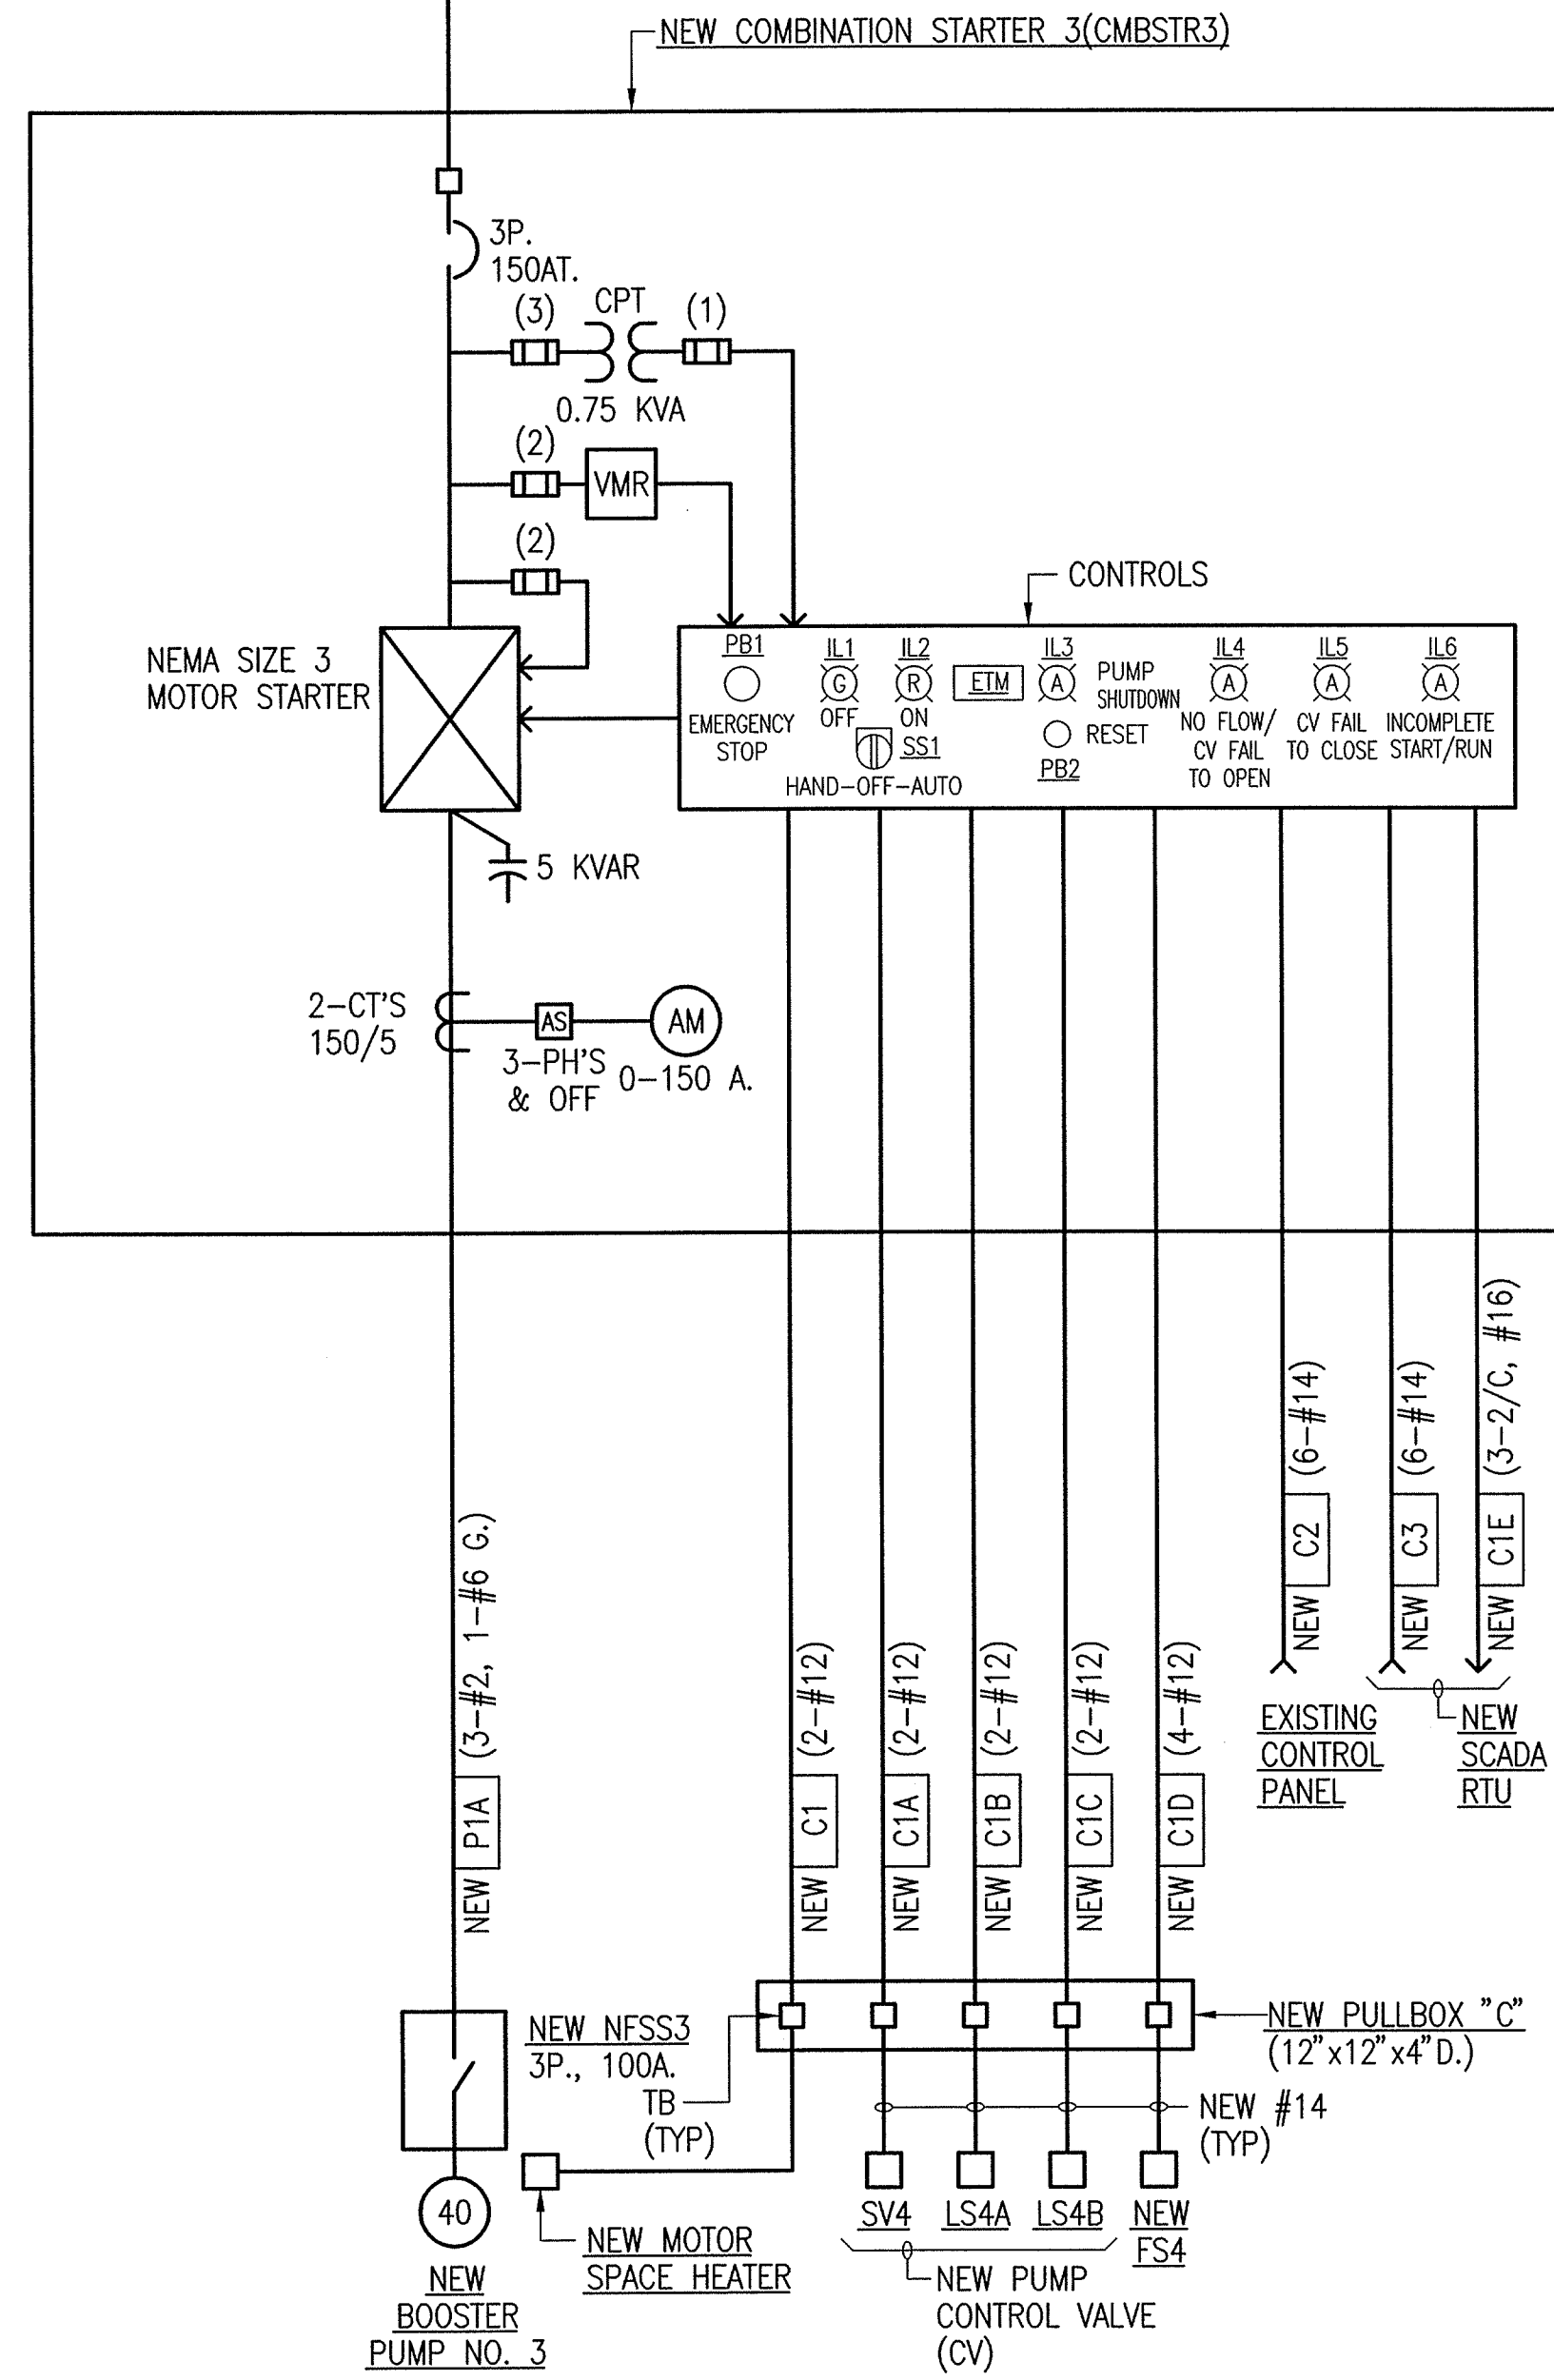 NEW COMBINATION STARTER 3(CMBSTR3)
3P.
150AT.
(3)
CPT
(1)
0.75 KVA
(2)
VMR
(2)
CONTROLS
NEMA SIZE 3
MOTOR STARTER
PB1
EMERGENCY
STOP
IL1
G
OFF
IL2
R
ON
SS1
HAND-OFF-AUTO
ETM
IL3
A
PUMP
SHUTDOWN
RESET
PB2
IL4
A
NO FLOW/
CV FAIL
TO OPEN
IL5
A
CV FAIL
TO CLOSE
IL6
A
INCOMPLETE
START/RUN
5 KVAR
2-CT'S
150/5
AS
3-PH'S
& OFF
AM
0-150 A.
NEW P1A (3-#2, 1-#6 G.)
NEW C1 (2-#12)
NEW C1A (2-#12)
NEW C1B (2-#12)
NEW C1C (2-#12)
NEW C1D (4-#12)
NEW C2 (6-#14)
NEW C3 (6-#14)
NEW C1E (3-2/C, #16)
EXISTING
CONTROL
PANEL
NEW
SCADA
RTU
NEW NFSS3
3P., 100A.
TB
(TYP)
NEW PULLBOX "C"
(12"x12"x4"D.)
NEW #14
(TYP)
40
NEW
BOOSTER
PUMP NO. 3
NEW MOTOR
SPACE HEATER
SV4
LS4A
LS4B
NEW
FS4
NEW PUMP
CONTROL VALVE
(CV)